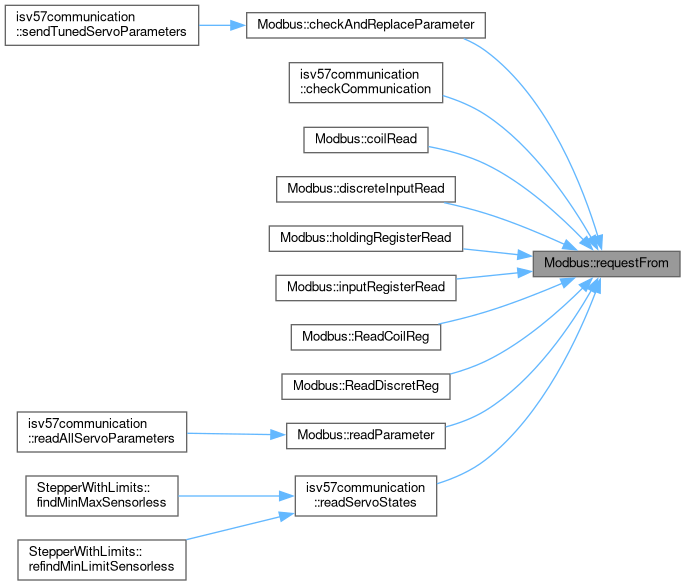 isv57communication
::sendTunedServoParameters
Modbus::checkAndReplaceParameter
isv57communication
::checkCommunication
Modbus::coilRead
Modbus::discreteInputRead
Modbus::holdingRegisterRead
Modbus::requestFrom
Modbus::inputRegisterRead
Modbus::ReadCoilReg
Modbus::ReadDiscretReg
isv57communication
::readAllServoParameters
Modbus::readParameter
StepperWithLimits::
findMinMaxSensorless
isv57communication
::readServoStates
StepperWithLimits::
refindMinLimitSensorless